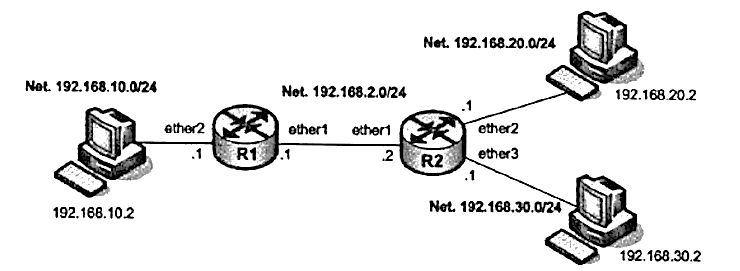 Net. 192.168.20.0/24
Net. 192.168.10.0/24
Net. 192.168.2.0/24
192.168.20.2
.1
ether2
ether1
ether1
ether2
R1
R2
ether3
.1
.1
.2
.1
Net. 192.168.30.0/24
192.168.10.2
192.168.30.2